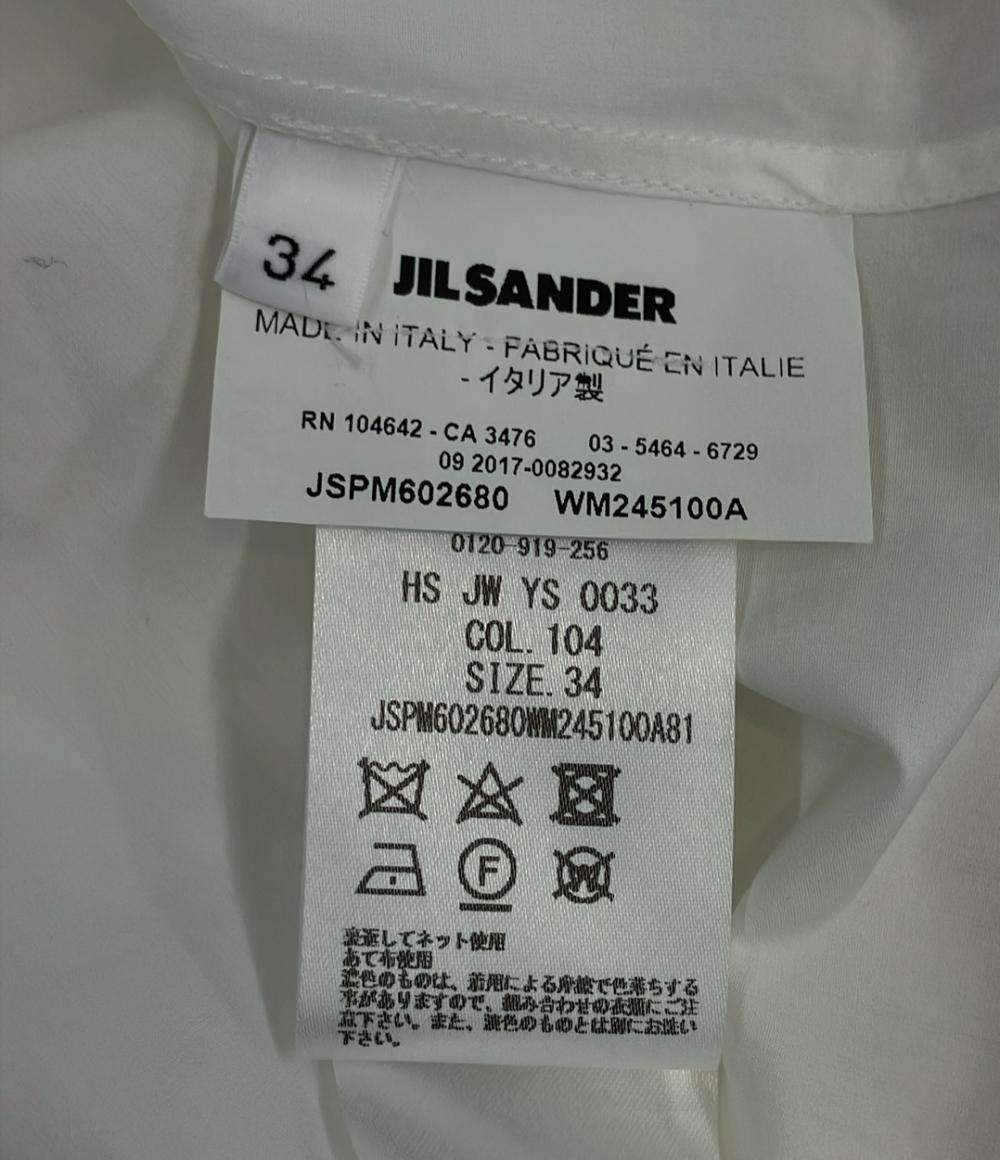 34
JIL SANDER
MADE IN ITALY - FABRIQUÉ EN ITALIE
- イタリア製
RN 104642 - CA 3476 03 - 5464 - 6729
09 2017-0082932
JSPM602680 WM245100A
0120-919-256
HS JW YS 0033
COL. 104
SIZE. 34
JSPM602680WM245100A81
F
W
裏返してネット使用
あて布使用
濃色のものは、着用による摩擦で色落ちする
事がありますので、組み合わせの衣類にご注
意下さい。また、淡色のものとは別にお洗い
下さい。